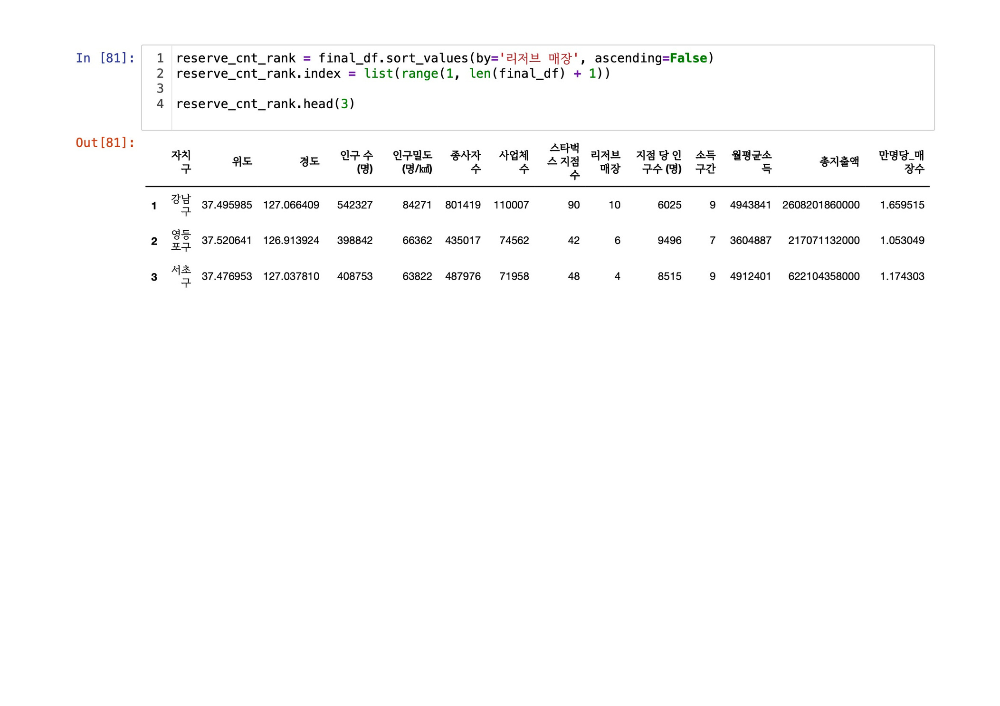 In [81]:
1 reserve_cnt_rank = final_df.sort_values(by='리저브 매장', ascending=False)
2 reserve_cnt_rank.index = list(range(1, len(final_df) + 1))
3
4 reserve_cnt_rank.head(3)
Out[81]:
자치구 위도 경도 인구 수 (명) 인구밀도 (명/㎢) 종사자 수 사업체 수 스타벅스 지점 수 리저브 매장 지점 당 인구수 (명) 소득 구간 월평균소득 총지출액 만명당_매장수
1 강남구 37.495985 127.066409 542327 84271 801419 110007 90 10 6025 9 4943841 2608201860000 1.659515
2 영등포구 37.520641 126.913924 398842 66362 435017 74562 42 6 9496 7 3604887 217071132000 1.053049
3 서초구 37.476953 127.037810 408753 63822 487976 71958 48 4 8515 9 4912401 622104358000 1.174303